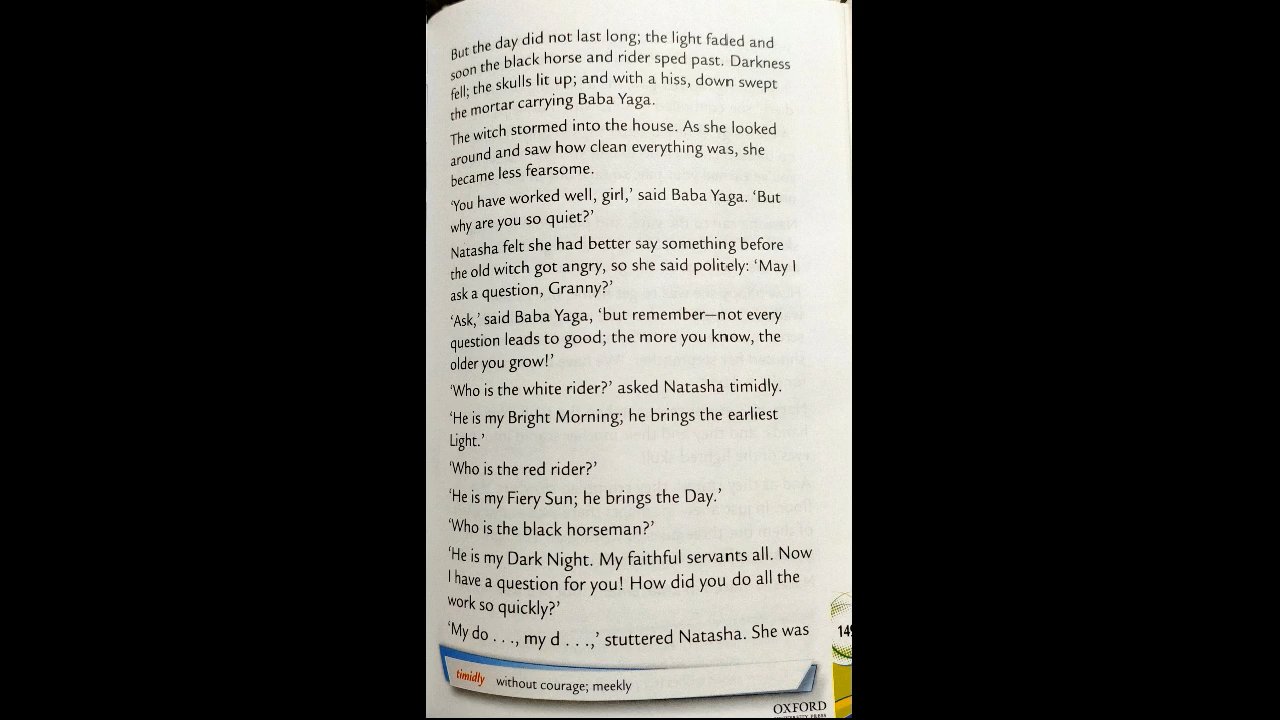 But the day did not last long; the light faded and
soon the black horse and rider sped past. Darkness
fell; the skulls lit up; and with a hiss, down swept
the mortar carrying Baba Yaga.
The witch stormed into the house. As she looked
around and saw how clean everything was, she
became less fearsome.
‘You have worked well, girl,’ said Baba Yaga. ‘But
why are you so quiet?’
Natasha felt she had better say something before
the old witch got angry, so she said politely: ‘May I
ask a question, Granny?’
‘Ask,’ said Baba Yaga, ‘but remember—not every
question leads to good; the more you know, the
older you grow!’
‘Who is the white rider?’ asked Natasha timidly.
‘He is my Bright Morning; he brings the earliest
Light.’
‘Who is the red rider?’
‘He is my Fiery Sun; he brings the Day.’
‘Who is the black horseman?’
‘He is my Dark Night. My faithful servants all. Now
I have a question for you! How did you do all the
work so quickly?’
‘My do . . ., my d . . .,’ stuttered Natasha. She was
timidly without courage; meekly
OXFORD